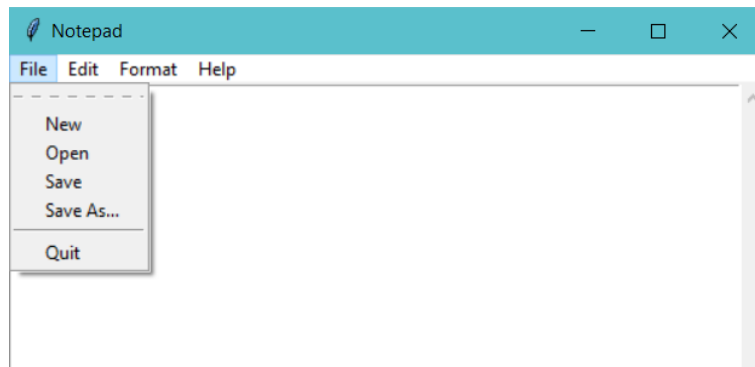 Notepad
File Edit Format Help
New
Open
Save
Save As...
Quit